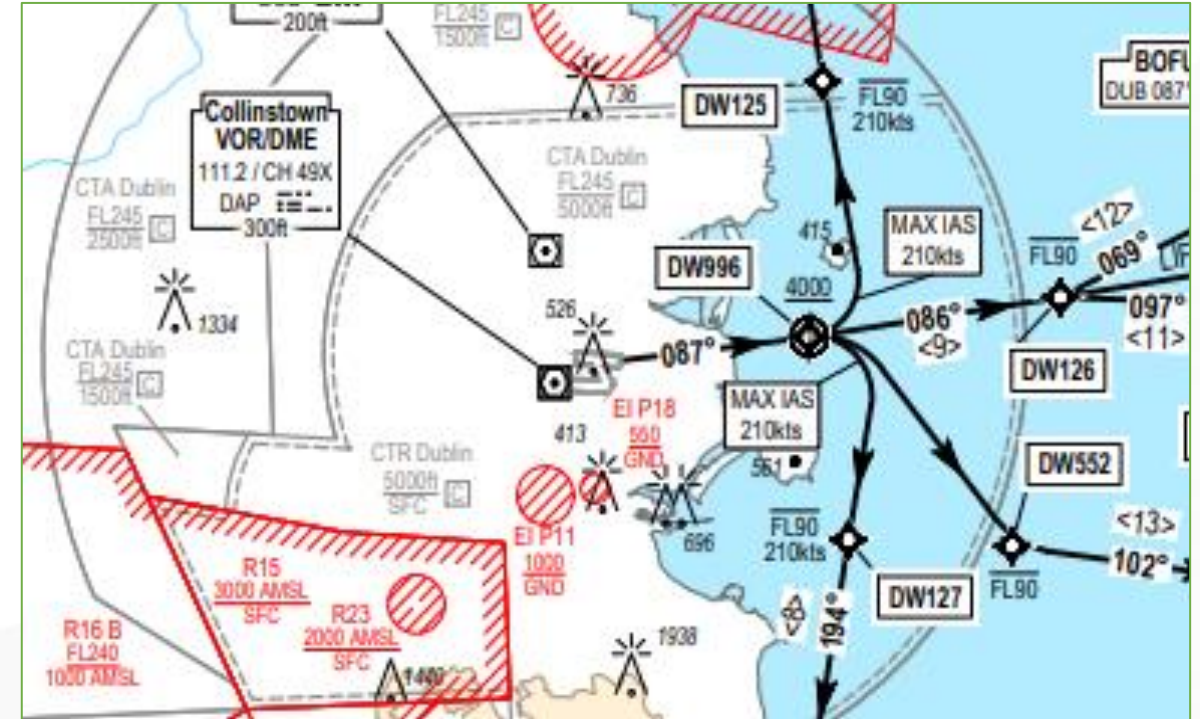 200ft
FL245
1500ft
C
736
DW125
FL90
210kts
BOFU
DUB 087°
Collinstown
VOR/DME
111.2 / CH 49X
DAP
300ft
CTA Dublin
FL245
2500ft
C
CTA Dublin
FL245
5000ft
C
415
MAX IAS
210kts
<12>
069°
FL90
DW996
4000
526
1334
087°
086°
<9>
097°
<11>
CTA Dublin
FL245
1500ft
C
DW126
MAX IAS
210kts
EI P18
550
GND
413
561
CTR Dublin
5000ft
SFC
C
DW552
696
FL90
210kts
<13>
102°
EI P11
1000
GND
FL90
DW127
R15
3000 AMSL
SFC
R23
2000 AMSL
SFC
194°
R16 B
FL240
1000 AMSL
1938